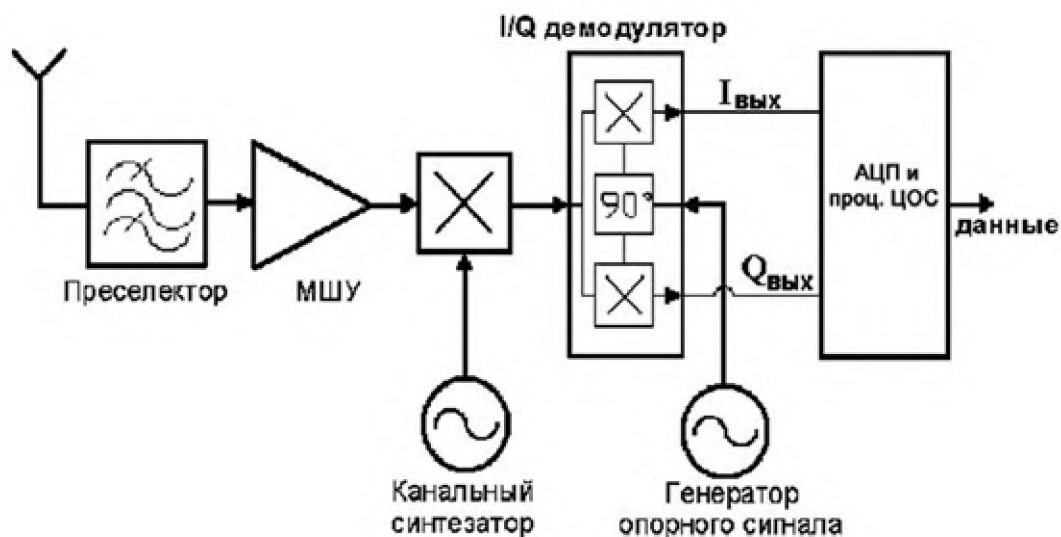 I/Q демодулятор
Iвых
90°
АЦП и
проц. ЦОС
данные
Qвых
Преселектор
МШУ
Канальный
синтезатор
Генератор
опорного сигнала